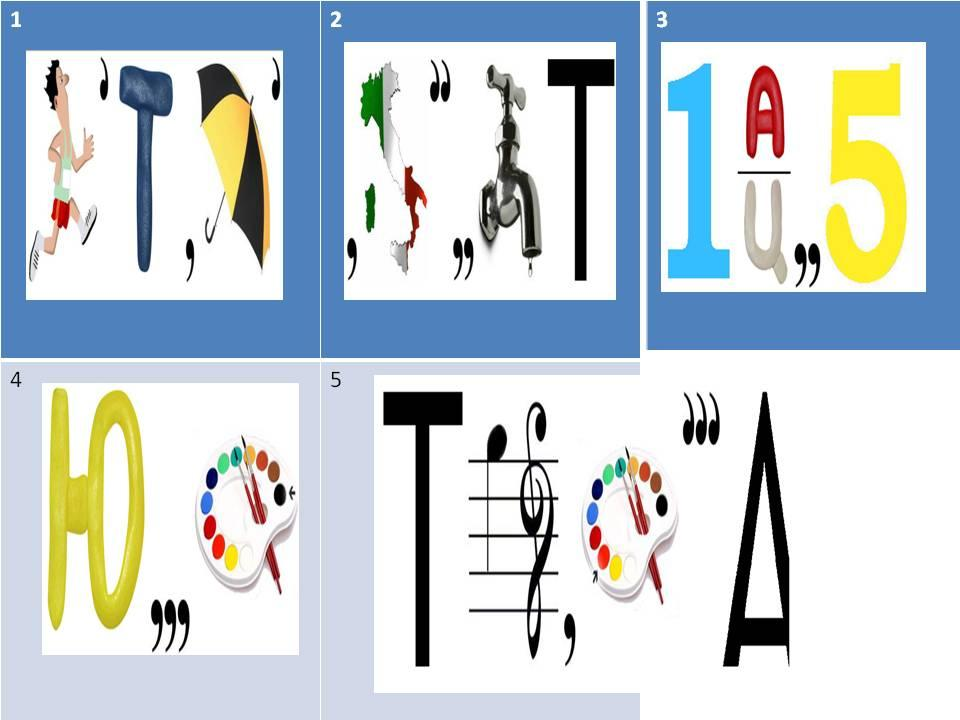 1
’ Т , ’
2
, ’’ ,, Т
3
1 А ,, 5
Ц
4
Ю ,,,
5
Т , ’’’ А